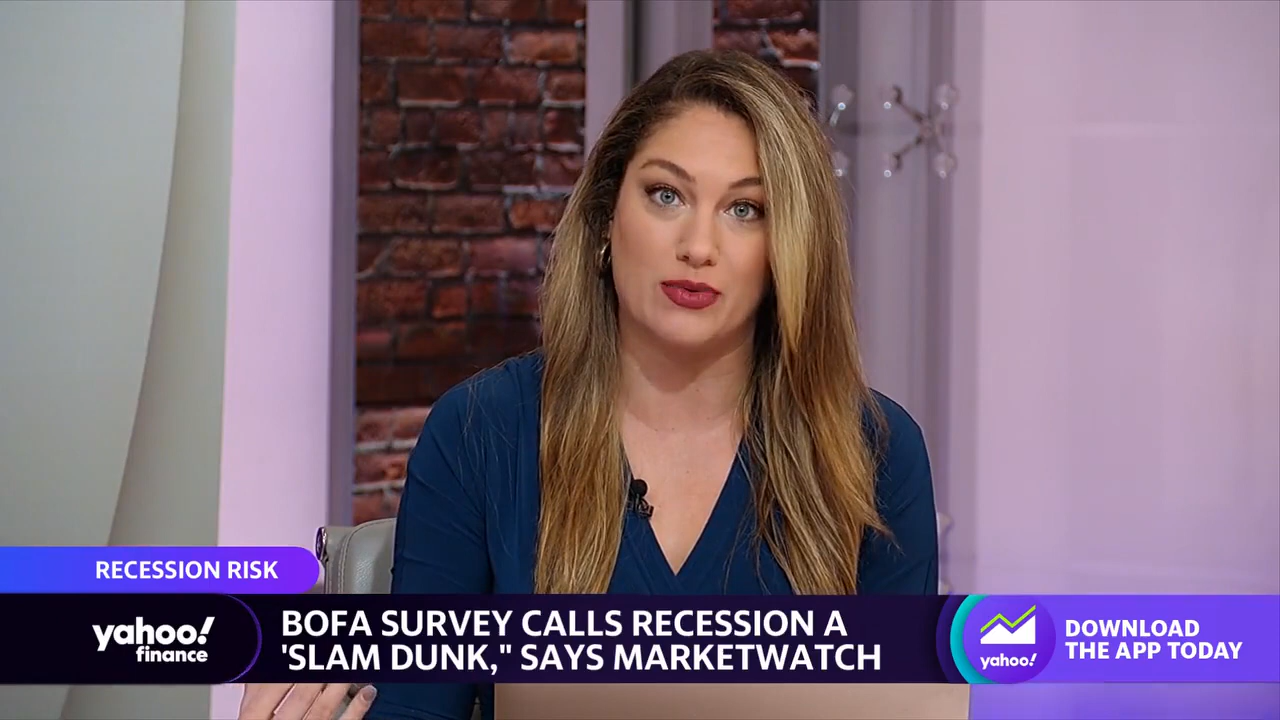 RECESSION RISK
yahoo!
finance
BOFA SURVEY CALLS RECESSION A
'SLAM DUNK," SAYS MARKETWATCH
yahoo!
DOWNLOAD
THE APP TODAY